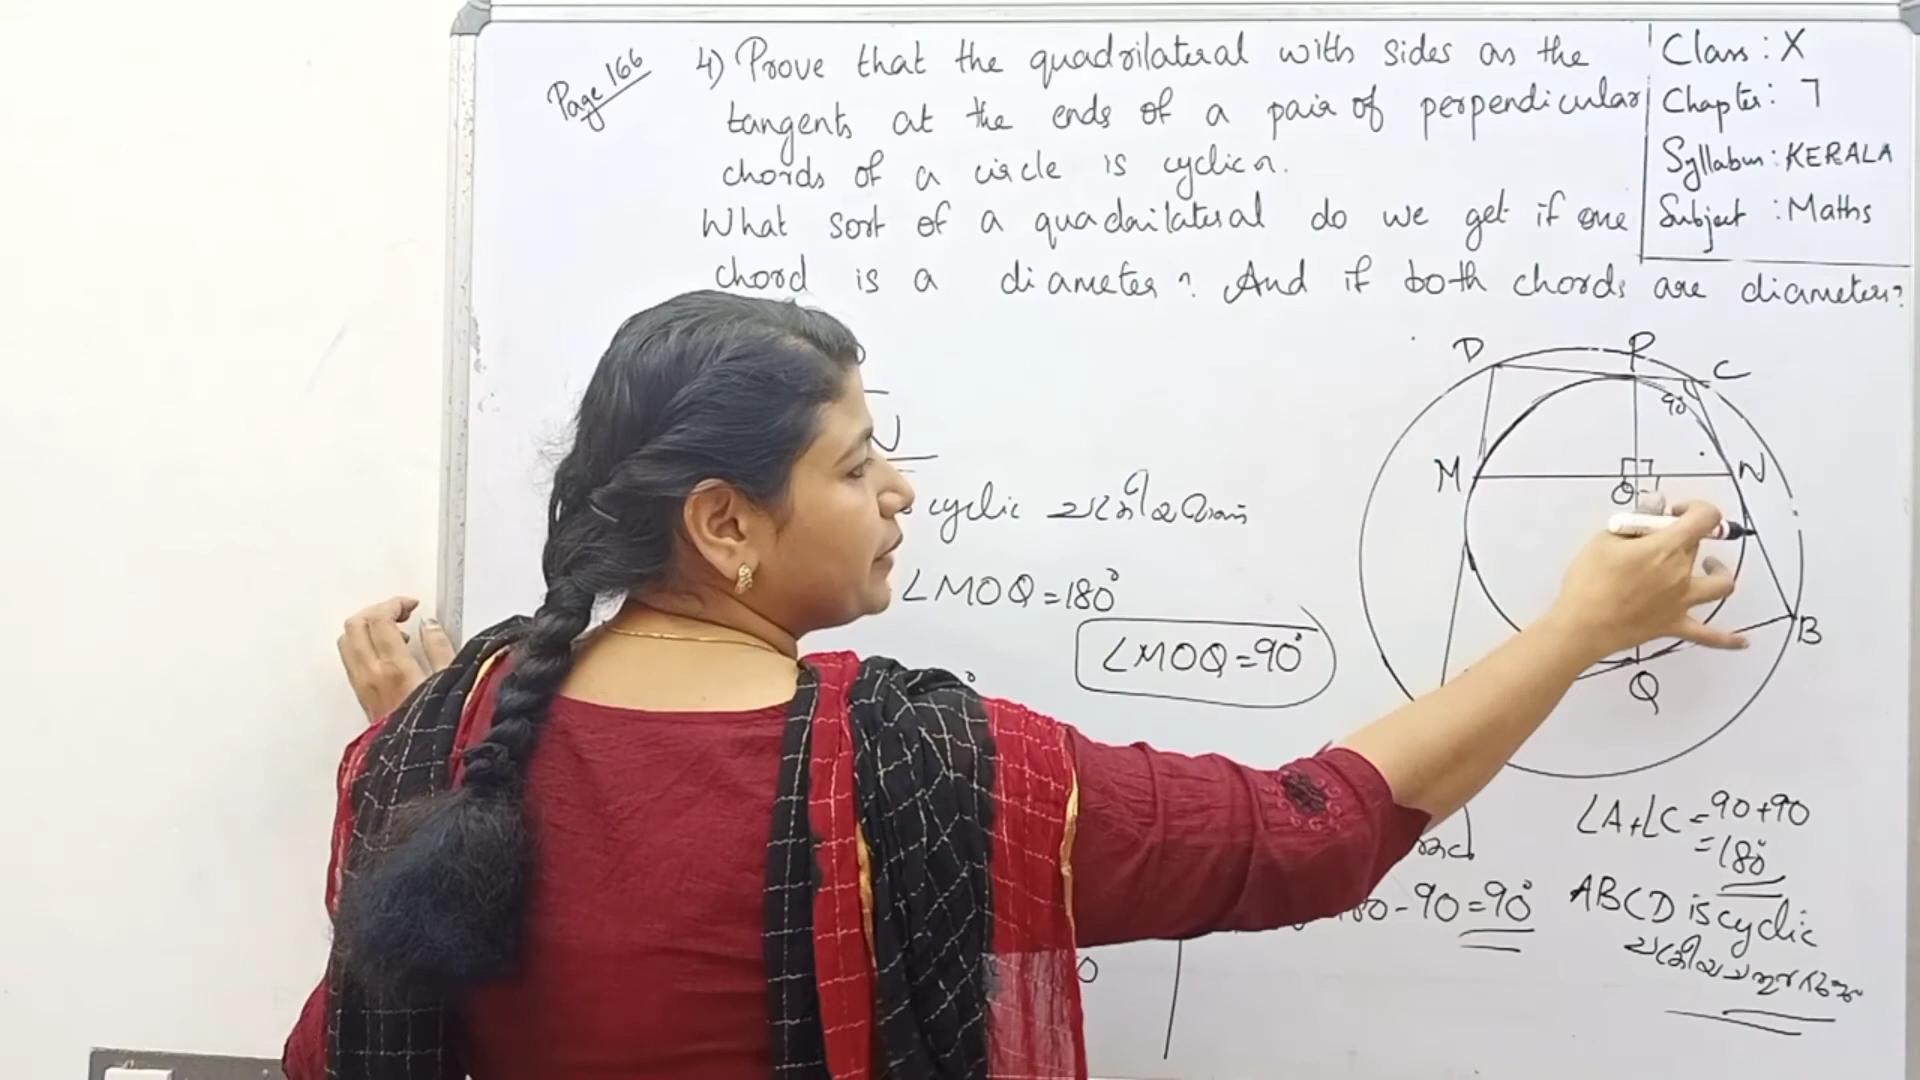 Page 166
4) Prove that the quadrilateral with sides as the
tangents at the ends of a pair of perpendicular
chords of a circle is cyclic.
What sort of a quadrilateral do we get if one
chord is a diameter? And if both chords are diameters?
Class : X
Chapter : 7
Syllabus : KERALA
Subject : Maths
D P C
90°
M N
O
B
Q
cyclic
∠MOQ = 180°
∠MOQ = 90°
∠A+∠C = 90+90
= 180°
- 90 = 90°
ABCD is cyclic